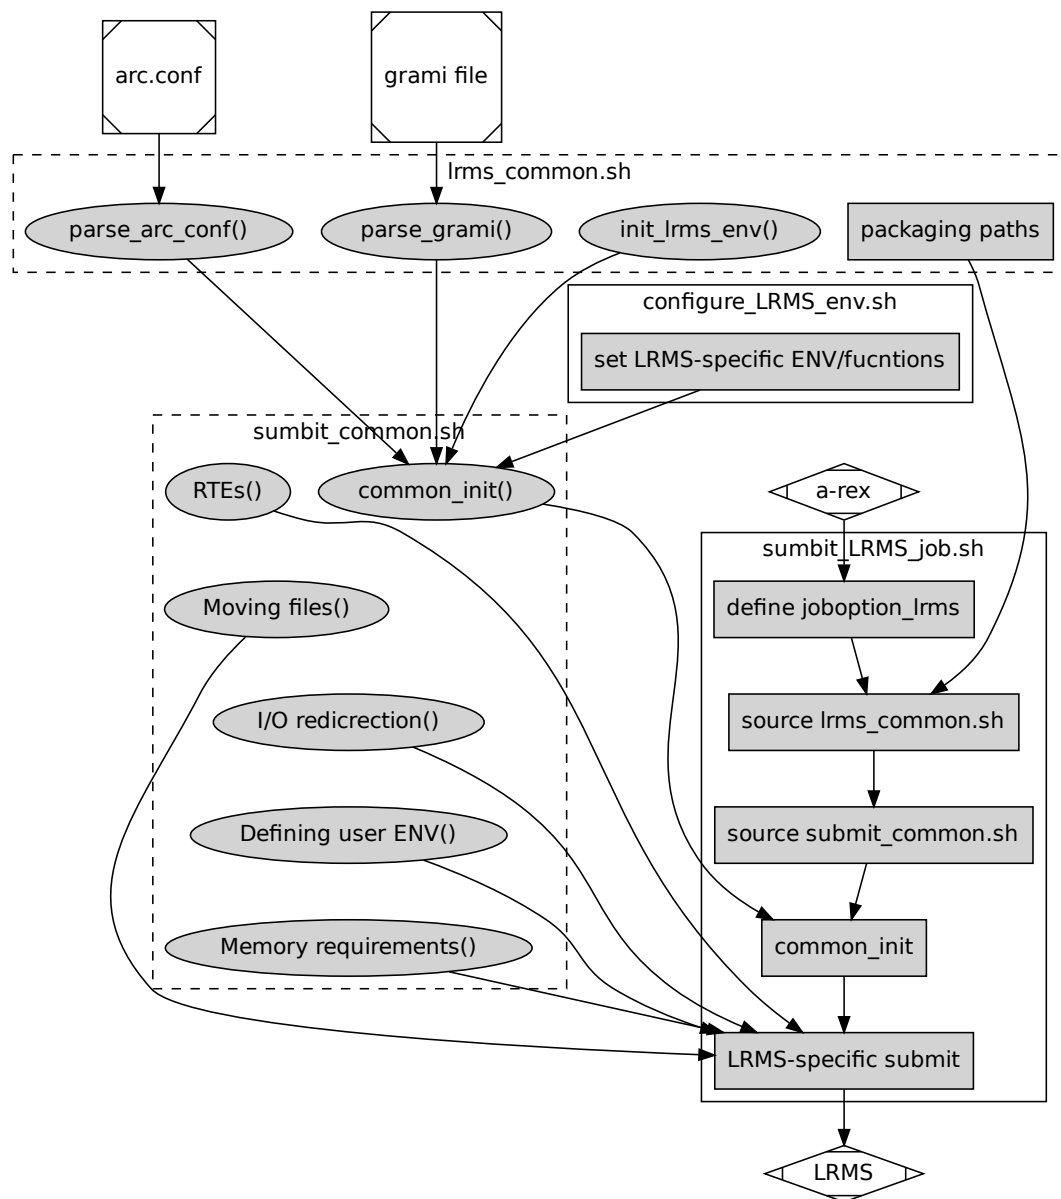 arc.conf
grami file
lrms_common.sh
parse_arc_conf()
parse_grami()
init_lrms_env()
packaging paths
configure_LRMS_env.sh
set LRMS-specific ENV/fucntions
sumbit_common.sh
RTEs()
common_init()
a-rex
sumbit_LRMS_job.sh
Moving files()
define joboption_lrms
I/O redicrection()
source lrms_common.sh
Defining user ENV()
source submit_common.sh
Memory requirements()
common_init
LRMS-specific submit
LRMS